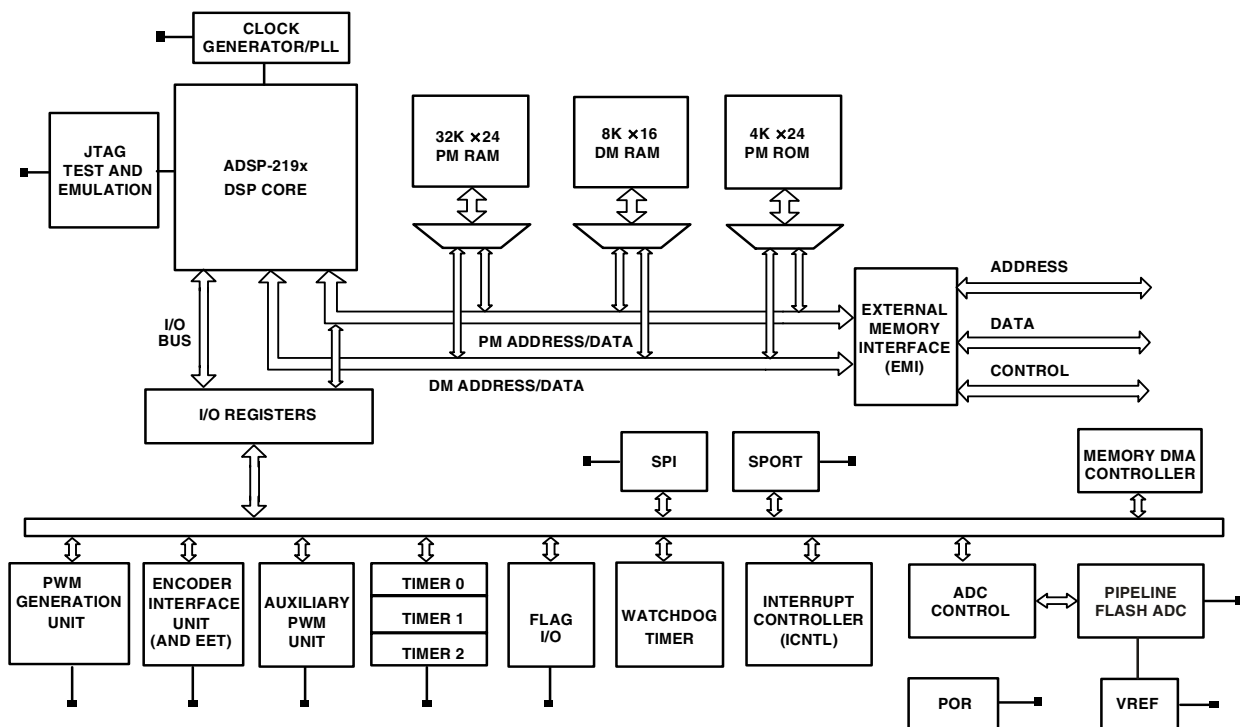 CLOCK
GENERATOR/PLL
JTAG
TEST AND
EMULATION
ADSP-219x
DSP CORE
32K ×24
PM RAM
8K ×16
DM RAM
4K ×24
PM ROM
I/O
BUS
PM ADDRESS/DATA
DM ADDRESS/DATA
EXTERNAL
MEMORY
INTERFACE
(EMI)
ADDRESS
DATA
CONTROL
I/O REGISTERS
SPI
SPORT
MEMORY DMA
CONTROLLER
PWM
GENERATION
UNIT
ENCODER
INTERFACE
UNIT
(AND EET)
AUXILIARY
PWM
UNIT
TIMER 0
TIMER 1
TIMER 2
FLAG
I/O
WATCHDOG
TIMER
INTERRUPT
CONTROLLER
(ICNTL)
ADC
CONTROL
PIPELINE
FLASH ADC
POR
VREF